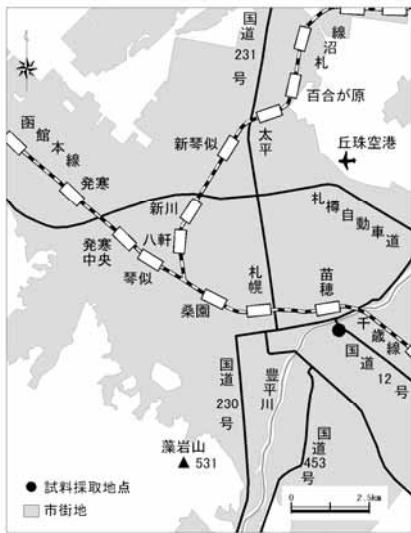 国道
231
号
札沼線
百合が原
太平
新琴似
丘珠空港
函館本線
発寒
新川
八軒
札樽自動車道
発寒中央
琴似
桑園
札幌
苗穂
千歳線
国道
12
号
国道
230
号
豊平川
国道
453
号
藻岩山
▲ 531
● 試料採取地点
市街地
0 2.5km